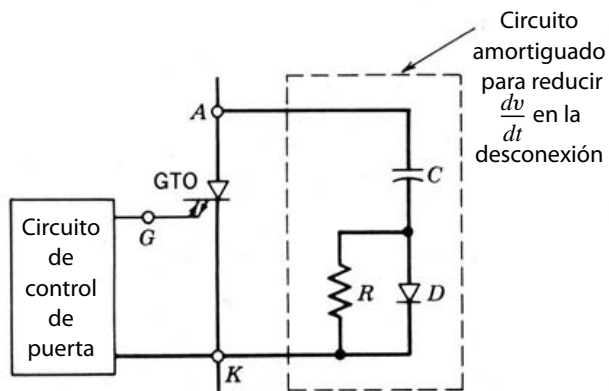 Circuito
amortiguado
para reducir
dv/dt en la
desconexión
A
C
GTO
G
Circuito
de
control
de
puerta
R
D
K